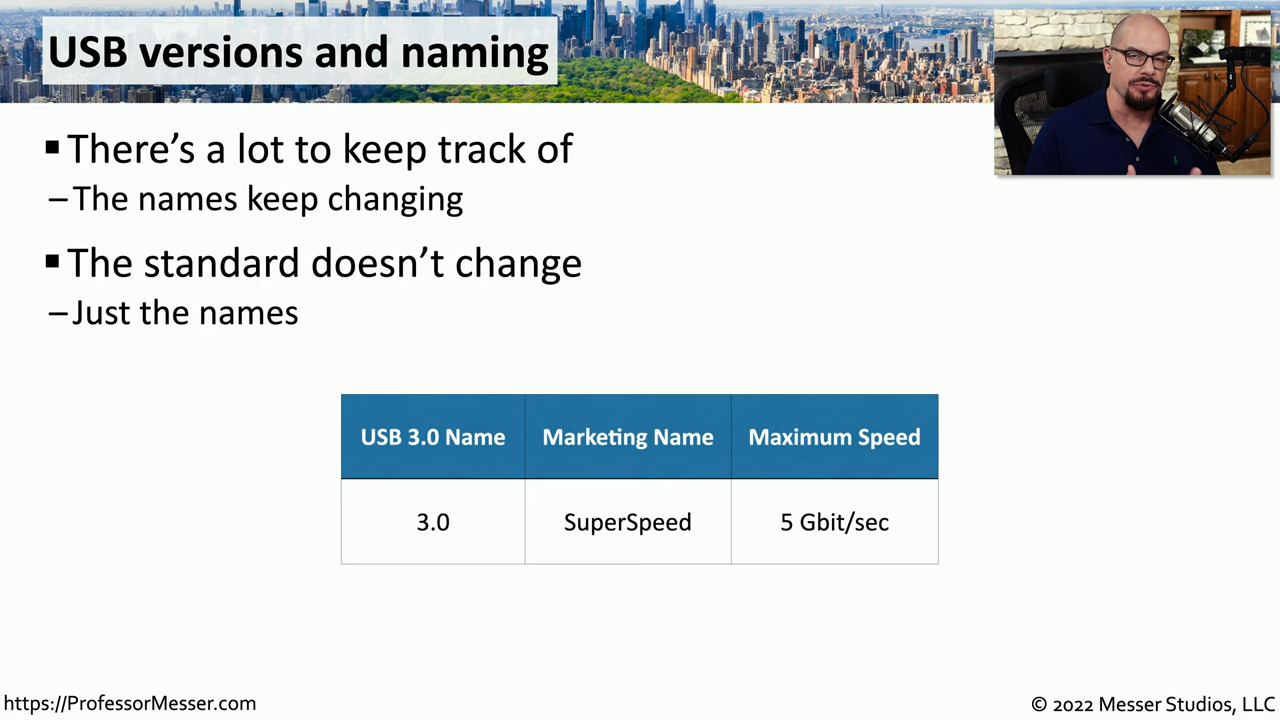 USB versions and naming
▪ There’s a lot to keep track of
– The names keep changing
▪ The standard doesn’t change
– Just the names
USB 3.0 Name Marketing Name Maximum Speed
3.0 SuperSpeed 5 Gbit/sec
https://ProfessorMesser.com © 2022 Messer Studios, LLC